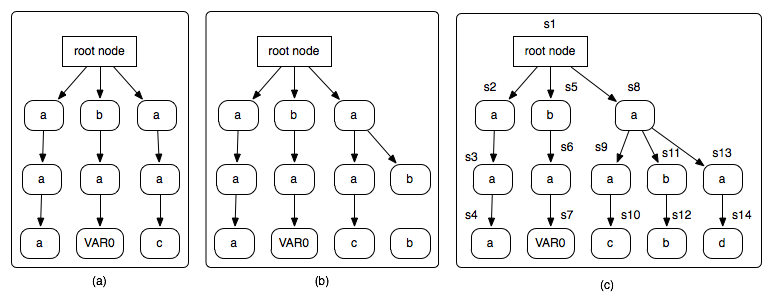 s1
root node
root node
root node
s2
s5
s8
a
b
a
a
b
a
a
b
a
s3
s6
s9
s11
s13
a
a
a
a
a
a
b
a
a
a
b
a
s4
s7
s10
s12
s14
a
VAR0
c
a
VAR0
c
b
a
VAR0
c
b
d
(a)
(b)
(c)